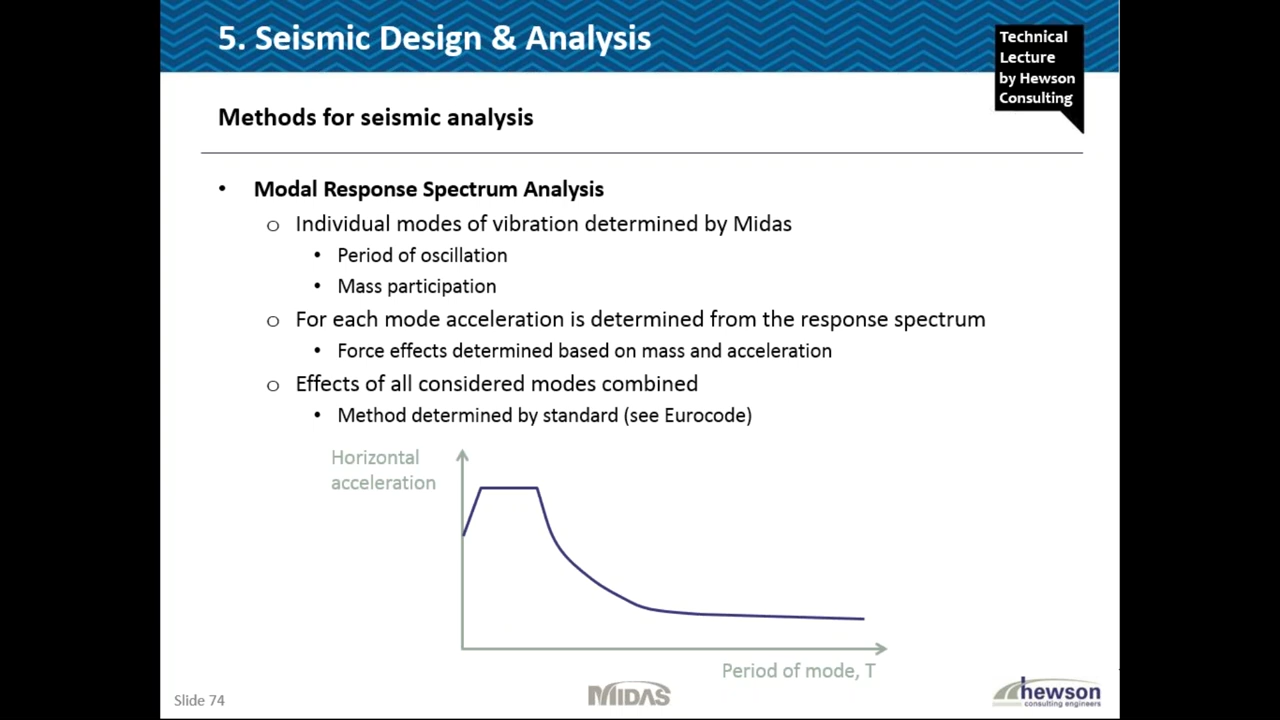 5. Seismic Design & Analysis
Technical
Lecture
by Hewson
Consulting
Methods for seismic analysis
• Modal Response Spectrum Analysis
o Individual modes of vibration determined by Midas
• Period of oscillation
• Mass participation
o For each mode acceleration is determined from the response spectrum
• Force effects determined based on mass and acceleration
o Effects of all considered modes combined
• Method determined by standard (see Eurocode)
Horizontal
acceleration
Period of mode, T
Slide 74
MIDAS
hewson
consulting engineers